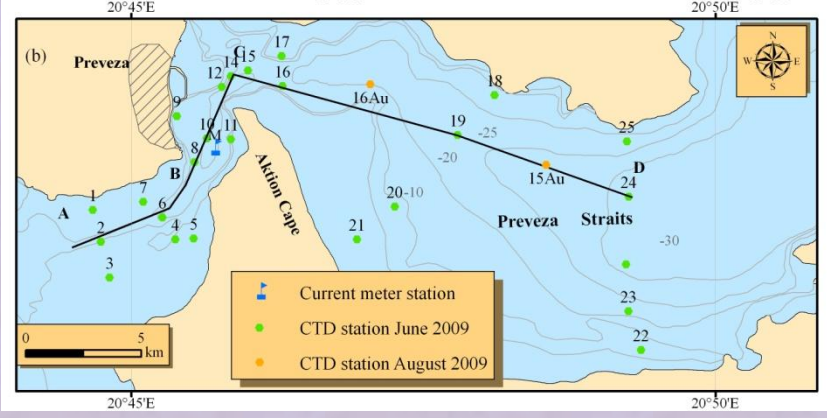 20°45'E 20°50'E
(b)
Preveza
C
17
14 15
12 16
16Au
18
N
W E
S
9
10 11
M
19
-25
25
8
-20
15Au
D
B
24
Aktion Cape
A
1
7
6
20
-10
Preveza Straits
2
4 5
21
-30
3
Current meter station
CTD station June 2009
CTD station August 2009
23
22
0 5
km
20°45'E 20°50'E